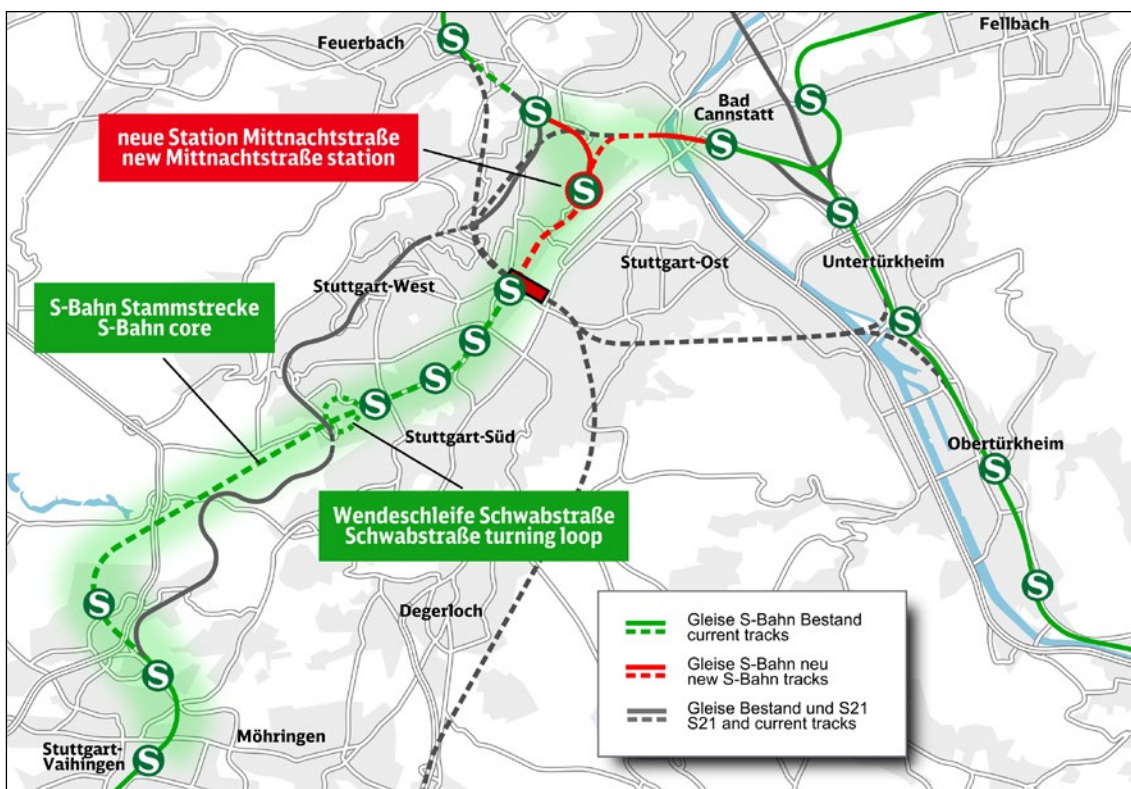 Feuerbach
Fellbach
Bad
Cannstatt
neue Station Mittnachtstraße
new Mittnachtstraße station
S
S
S
S
S
S
Stuttgart-Ost
Untertürkheim
Stuttgart-West
S
S
S-Bahn Stammstrecke
S-Bahn core
S
S
S
Stuttgart-Süd
Obertürkheim
S
Wendeschleife Schwabstraße
Schwabstraße turning loop
S
S
Degerloch
Gleise S-Bahn Bestand
current tracks
S
Gleise S-Bahn neu
new S-Bahn tracks
Gleise Bestand und S21
S21 and current tracks
Möhringen
Stuttgart-
Vaihingen
S